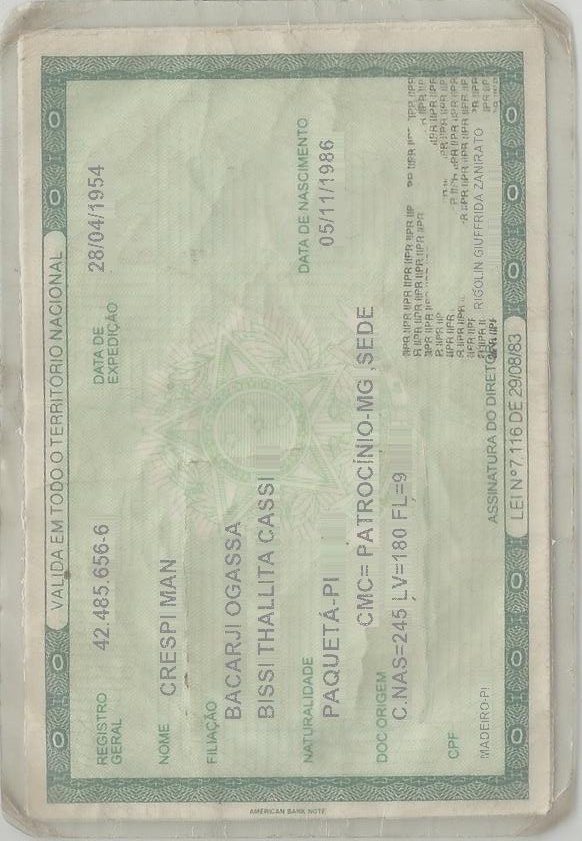 VALIDA EM TODO O TERRITÓRIO NACIONAL
REGISTRO GERAL 42.485.656-6 DATA DE EXPEDIÇÃO 28/04/1954
NOME CRESPI MAN
FILIAÇÃO
BACARJI OGASSA
BISSI THALLITA CASSI
NATURALIDADE DATA DE NASCIMENTO
PAQUETÁ-PI 05/11/1986
DOC ORIGEM CMC= PATROCÍNIO-MG ,SEDE
C.NAS=245 LV=180 FL=9
CPF
MADEIRO-PI RIGOLIN GIUFFRIDA ZANIRATO
ASSINATURA DO DIRETOR
LEI Nº 7.116 DE 29/08/83
AMERICAN BANK NOTE